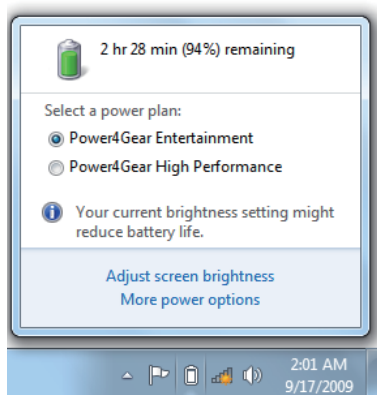 2 hr 28 min (94%) remaining
Select a power plan:
Power4Gear Entertainment
Power4Gear High Performance
Your current brightness setting might
reduce battery life.
Adjust screen brightness
More power options
2:01 AM
9/17/2009